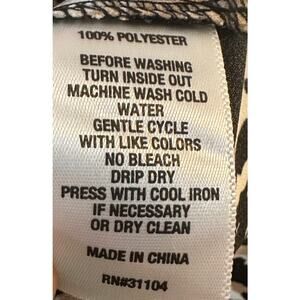 100% POLYESTER
BEFORE WASHING
TURN INSIDE OUT
MACHINE WASH COLD
WATER
GENTLE CYCLE
WITH LIKE COLORS
NO BLEACH
DRIP DRY
PRESS WITH COOL IRON
IF NECESSARY
OR DRY CLEAN
MADE IN CHINA
RN#31104